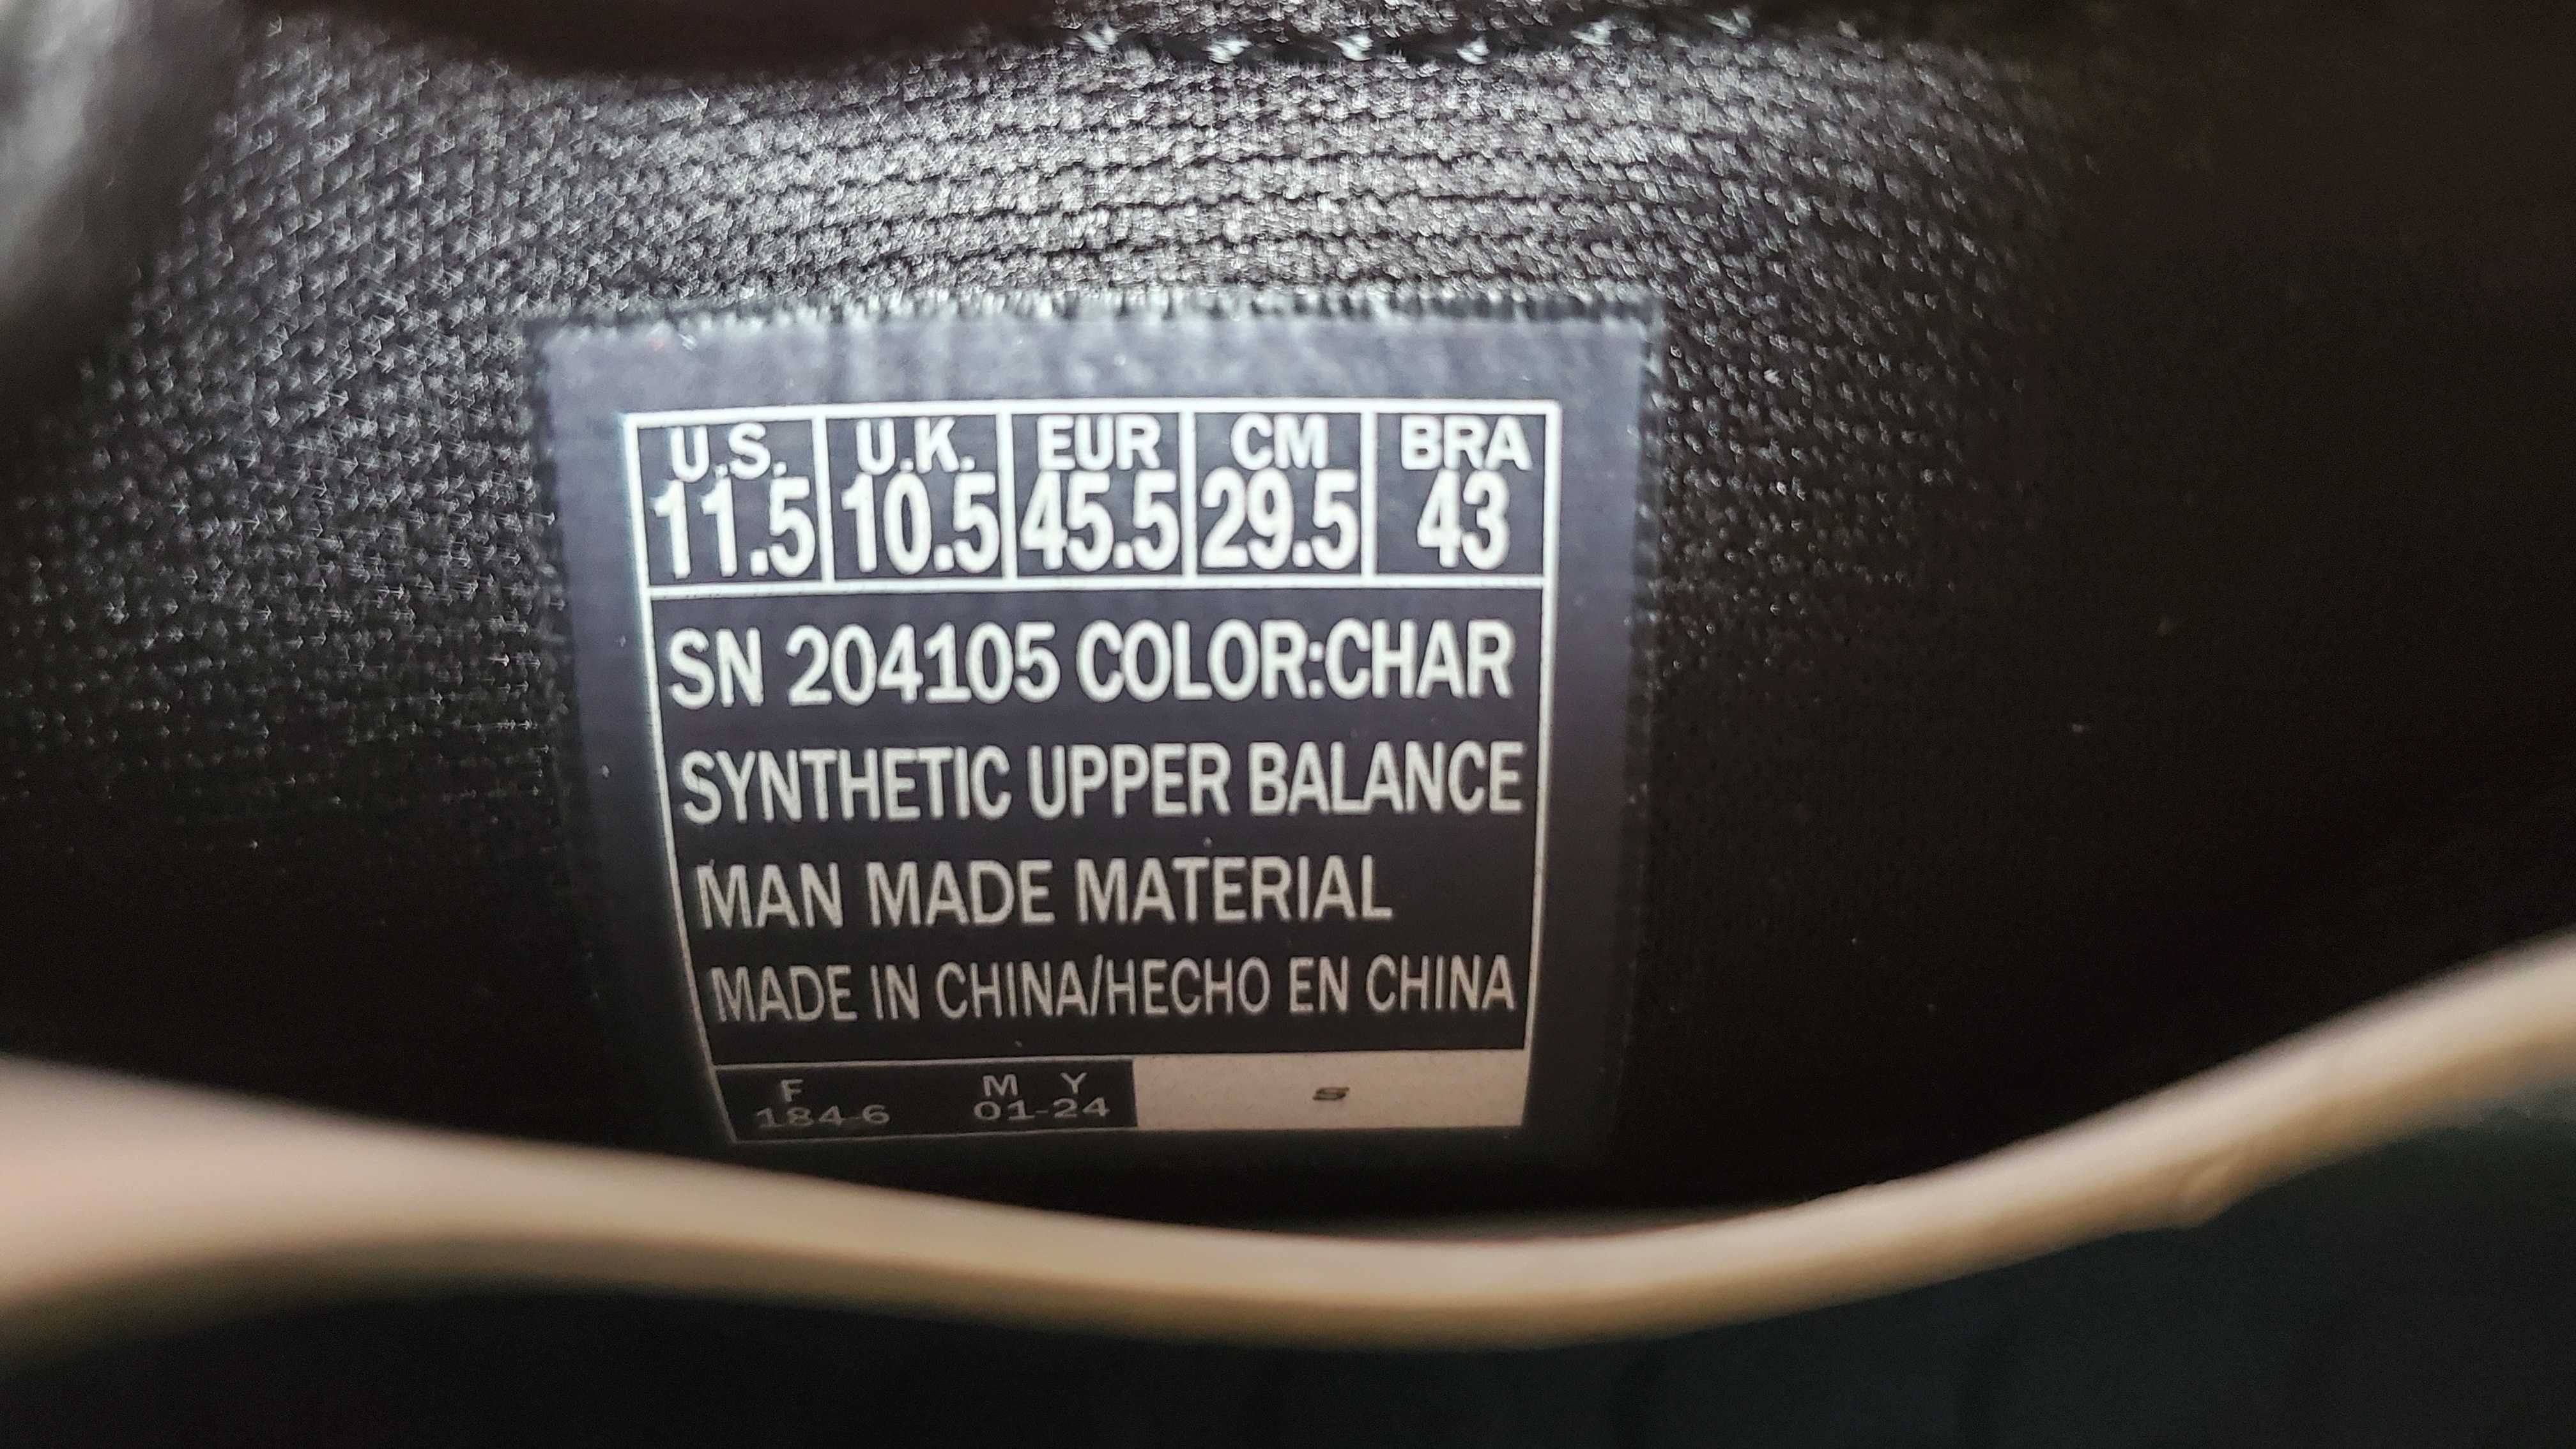 U.S. U.K. EUR CM BRA
11.5 10.5 45.5 29.5 43
SN 204105 COLOR:CHAR
SYNTHETIC UPPER BALANCE
MAN MADE MATERIAL
MADE IN CHINA/HECHO EN CHINA
F M Y
184-6 01-24 S